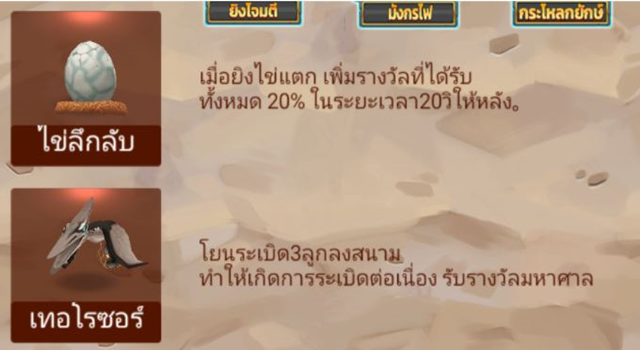 ยิงโจมตี
มังกรไฟ
กระโหลกยักษ์
เมื่อยิงไข่แตก เพิ่มรางวัลที่ได้รับ
ทั้งหมด 20% ในระยะเวลา20วิให้หลัง。
ไข่ลึกลับ
โยนระเบิด3ลูกลงสนาม
ทำให้เกิดการระเบิดต่อเนื่อง รับรางวัลมหาศาล
เทอโรซอร์